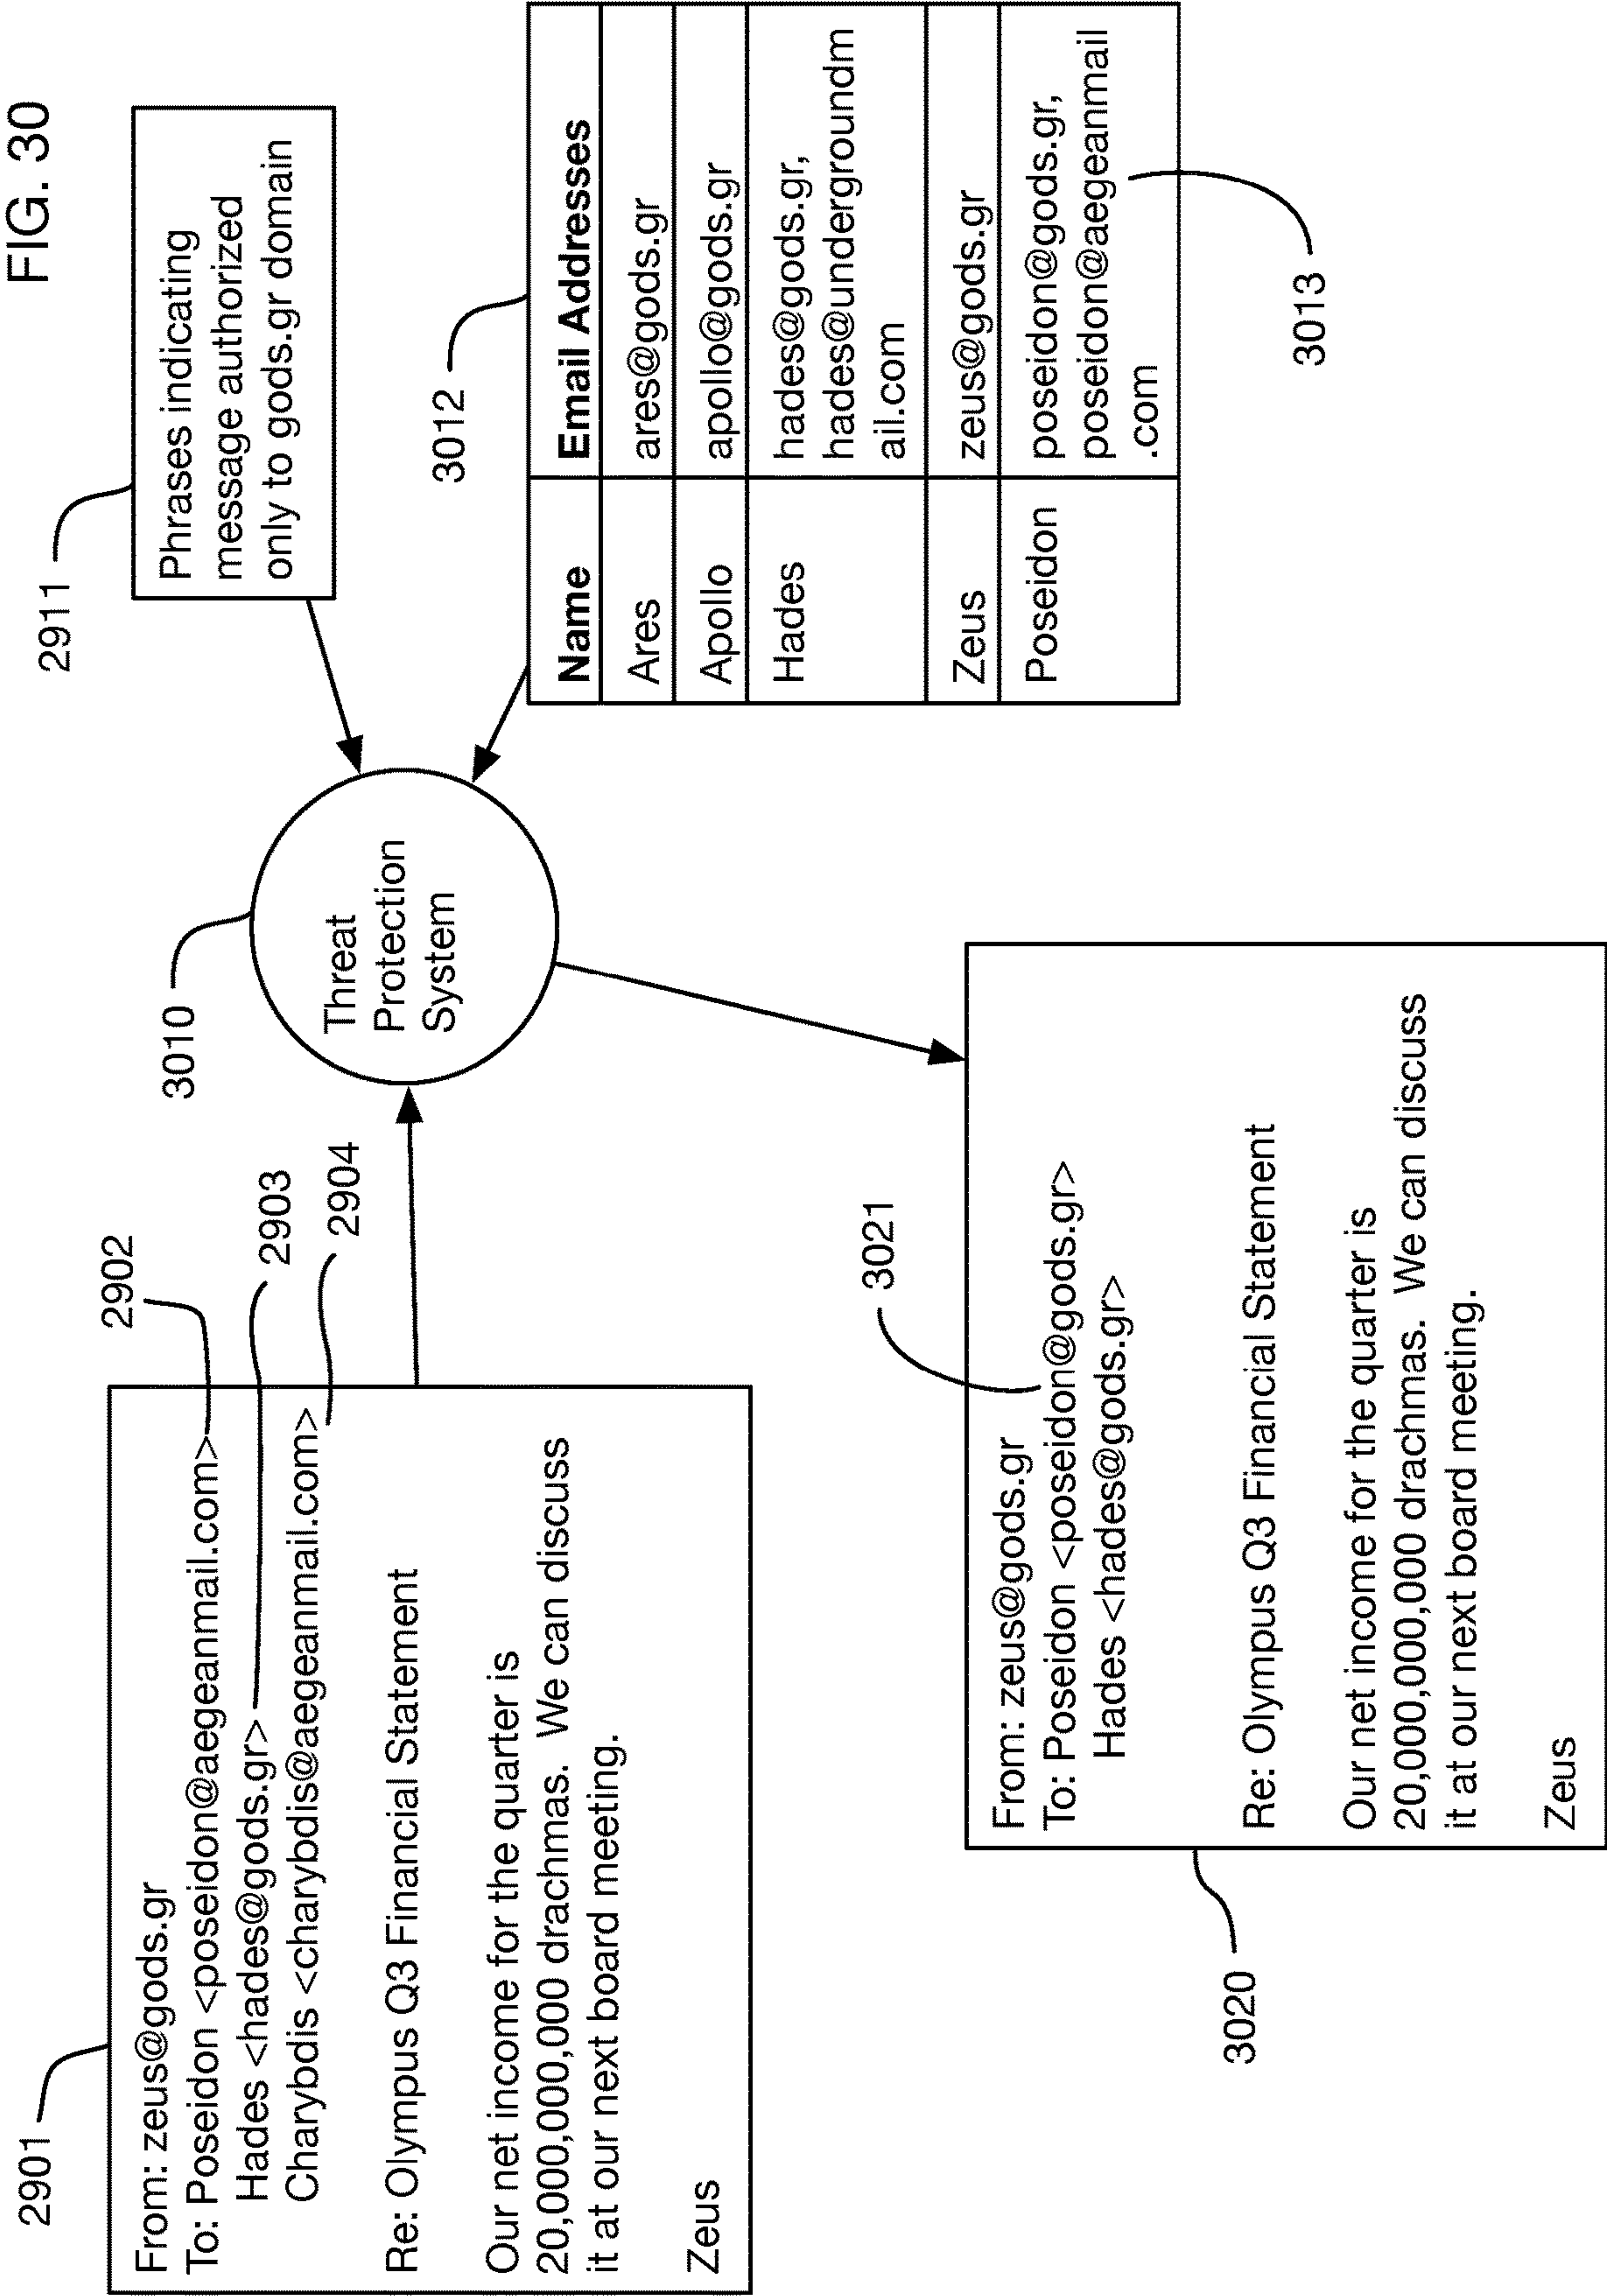 FIG. 30
2901
From: zeus@gods.gr
To: Poseidon <poseidon@aegeanmail.com>
Hades <hades@gods.gr>
Charybdis <charybdis@aegeanmail.com>
Re: Olympus Q3 Financial Statement
Our net income for the quarter is
20,000,000,000 drachmas. We can discuss
it at our next board meeting.
Zeus
2902
2903
2904
3010
Threat
Protection
System
2911
Phrases indicating
message authorized
only to gods.gr domain
3012
Name Email Addresses
Ares ares@gods.gr
Apollo apollo@gods.gr
Hades hades@gods.gr,
hades@undergroundm
ail.com
Zeus zeus@gods.gr
Poseidon poseidon@gods.gr,
poseidon@aegeanmail
.com
3013
3021
From: zeus@gods.gr
To: Poseidon <poseidon@gods.gr>
Hades <hades@gods.gr>
Re: Olympus Q3 Financial Statement
Our net income for the quarter is
20,000,000,000 drachmas. We can discuss
it at our next board meeting.
Zeus
3020